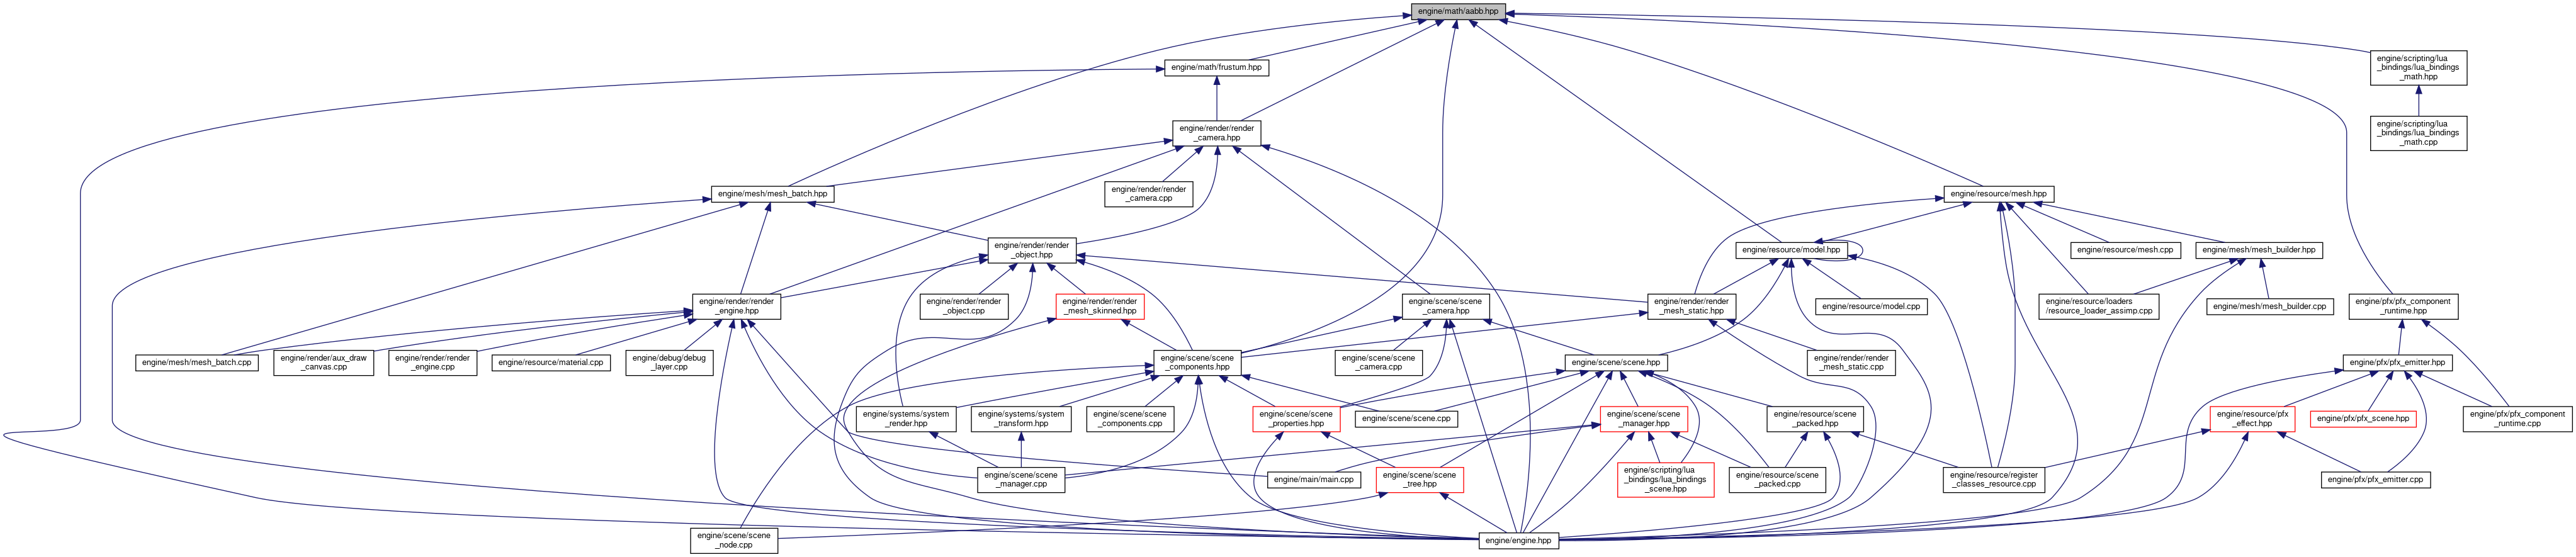 engine/math/aabb.hpp
engine/math/frustum.hpp
engine/scripting/lua
_bindings/lua_bindings
_math.hpp
engine/render/render
_camera.hpp
engine/scripting/lua
_bindings/lua_bindings
_math.cpp
engine/mesh/mesh_batch.hpp
engine/render/render
_camera.cpp
engine/resource/mesh.hpp
engine/render/render
_object.hpp
engine/resource/model.hpp
engine/resource/mesh.cpp
engine/mesh/mesh_builder.hpp
engine/render/render
_engine.hpp
engine/render/render
_object.cpp
engine/render/render
_mesh_skinned.hpp
engine/scene/scene
_camera.hpp
engine/render/render
_mesh_static.hpp
engine/resource/model.cpp
engine/resource/loaders
/resource_loader_assimp.cpp
engine/mesh/mesh_builder.cpp
engine/pfx/pfx_component
_runtime.hpp
engine/mesh/mesh_batch.cpp
engine/render/aux_draw
_canvas.cpp
engine/render/render
_engine.cpp
engine/resource/material.cpp
engine/debug/debug
_layer.cpp
engine/scene/scene
_components.hpp
engine/scene/scene
_camera.cpp
engine/scene/scene.hpp
engine/render/render
_mesh_static.cpp
engine/pfx/pfx_emitter.hpp
engine/systems/system
_render.hpp
engine/systems/system
_transform.hpp
engine/scene/scene
_components.cpp
engine/scene/scene
_properties.hpp
engine/scene/scene.cpp
engine/scene/scene
_manager.hpp
engine/resource/scene
_packed.hpp
engine/resource/pfx
_effect.hpp
engine/pfx/pfx_scene.hpp
engine/pfx/pfx_component
_runtime.cpp
engine/scene/scene
_manager.cpp
engine/main/main.cpp
engine/scene/scene
_tree.hpp
engine/scripting/lua
_bindings/lua_bindings
_scene.hpp
engine/resource/scene
_packed.cpp
engine/resource/register
_classes_resource.cpp
engine/pfx/pfx_emitter.cpp
engine/scene/scene
_node.cpp
engine/engine.hpp